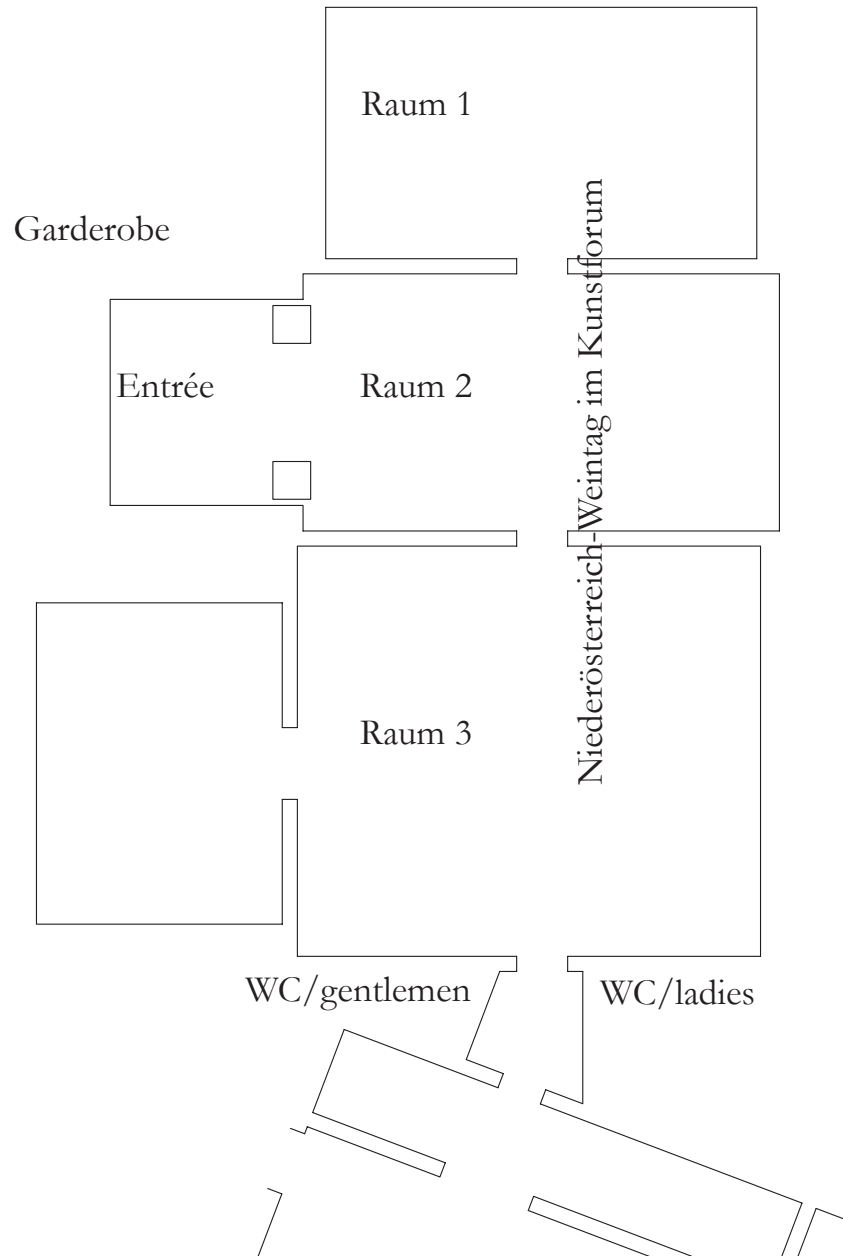 Raum 1
Garderobe
Niederösterreich-Weintag im Kunstforum
Entrée
Raum 2
Raum 3
WC/gentlemen
WC/ladies